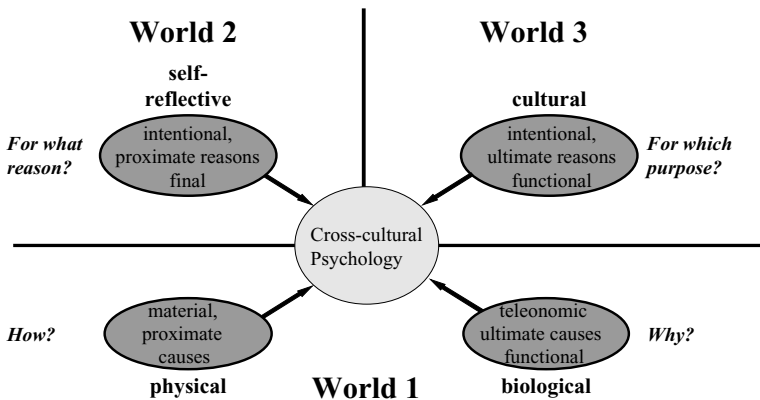 World 2
World 3
self-
reflective
cultural
For what
reason?
intentional,
proximate reasons
final
intentional,
ultimate reasons
functional
For which
purpose?
Cross-cultural
Psychology
How?
material,
proximate
causes
teleonomic
ultimate causes
functional
Why?
physical
World 1
biological